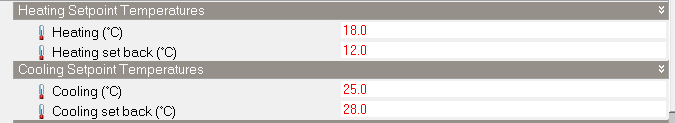 Heating Setpoint Temperatures
Heating (°C) 18.0
Heating set back (°C) 12.0
Cooling Setpoint Temperatures
Cooling (°C) 25.0
Cooling set back (°C) 28.0